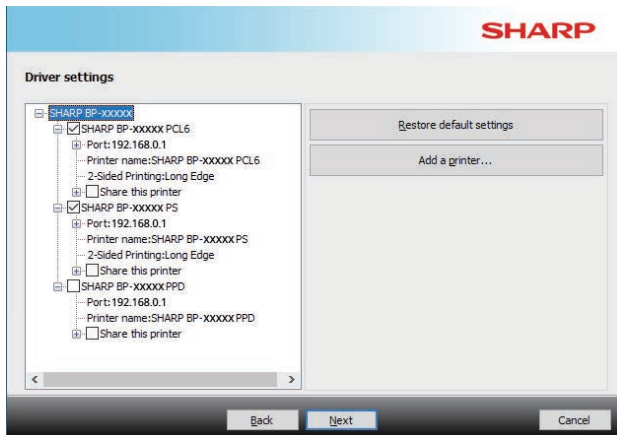 SHARP
Driver settings
SHARP BP-xxxxx
SHARP BP-xxxxx PCL6
Port:192.168.0.1
Printer name:SHARP BP-xxxxx PCL6
2-Sided Printing:Long Edge
Share this printer
SHARP BP-xxxxx PS
Port:192.168.0.1
Printer name:SHARP BP-xxxxx PS
2-Sided Printing:Long Edge
Share this printer
SHARP BP-xxxxx PPD
Port:192.168.0.1
Printer name:SHARP BP-xxxxx PPD
Share this printer
Restore default settings
Add a printer...
Back Next Cancel